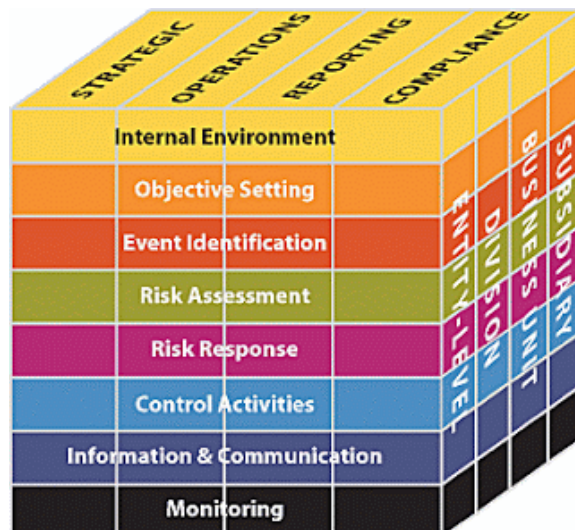 STRATEGIC
OPERATIONS
REPORTING
COMPLIANCE
Internal Environment
Objective Setting
Event Identification
Risk Assessment
Risk Response
Control Activities
Information & Communication
Monitoring
ENTITY-LEVEL
DIVISION
BUSINESS UNIT
SUBSIDIARY